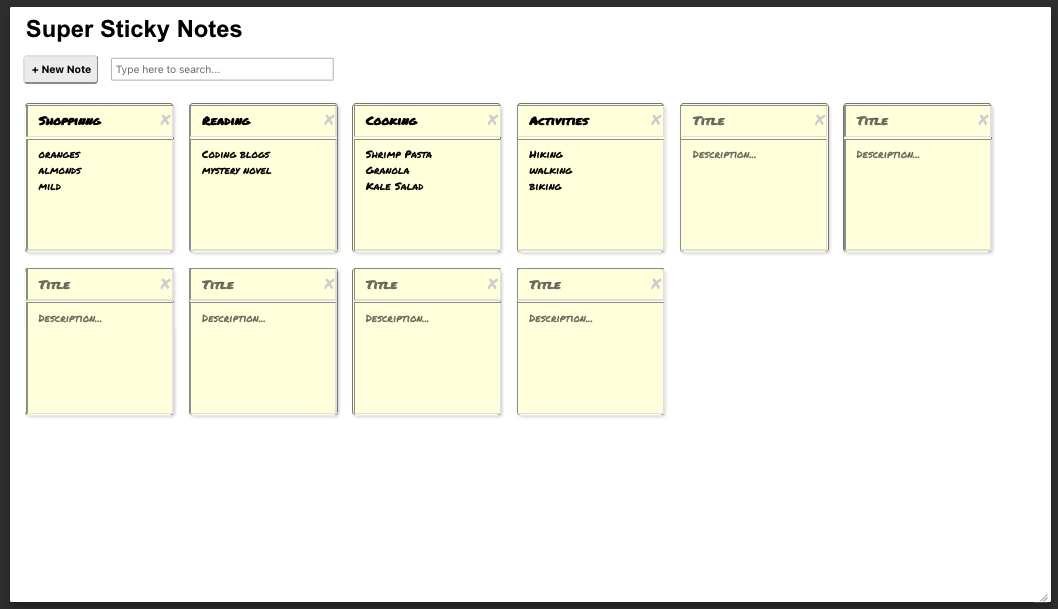 Super Sticky Notes
+ New Note
Type here to search...
Shoppinng
x
Reading
x
Cooking
x
Activities
x
Title
x
Title
x
oranges
almonds
mild
Coding blogs
mystery novel
Shrimp Pasta
Granola
Kale Salad
Hiking
walking
biking
Description...
Description...
Title
x
Title
x
Title
x
Title
x
Description...
Description...
Description...
Description...